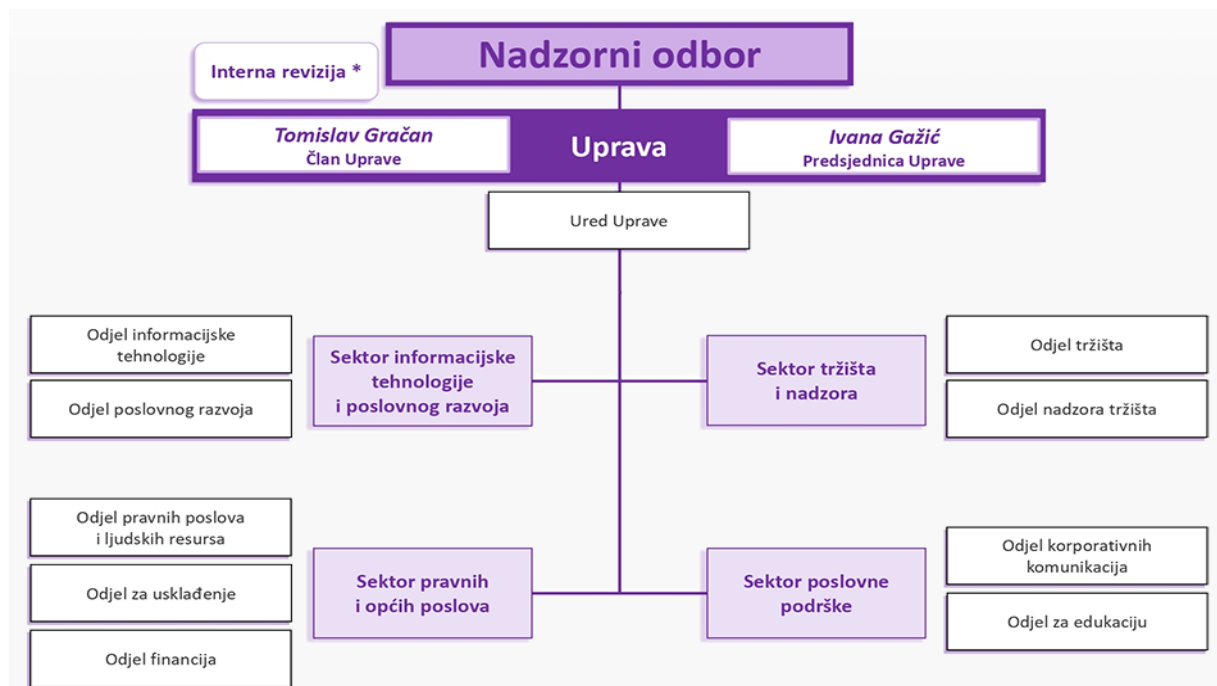 Nadzorni odbor
Interna revizija *
Tomislav Gračan
Član Uprave
Uprava
Ivana Gažić
Predsjednica Uprave
Ured Uprave
Odjel informacijske
tehnologije
Odjel poslovnog razvoja
Sektor informacijske
tehnologije
i poslovnog razvoja
Sektor tržišta
i nadzora
Odjel tržišta
Odjel nadzora tržišta
Odjel pravnih poslova
i ljudskih resursa
Odjel za usklađenje
Odjel financija
Sektor pravnih
i općih poslova
Sektor poslovne
podrške
Odjel korporativnih
komunikacija
Odjel za edukaciju